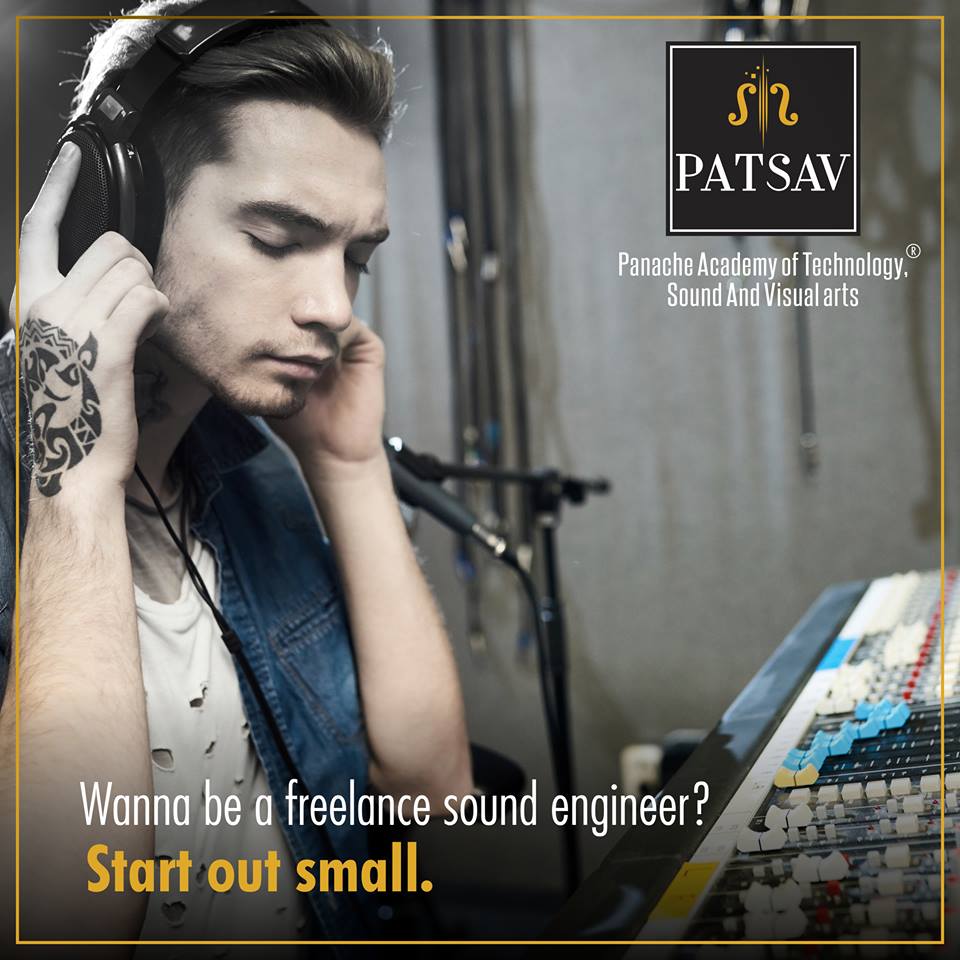 PATSAV
Panache Academy of Technology,®
Sound And Visual arts
Wanna be a freelance sound engineer?
Start out small.